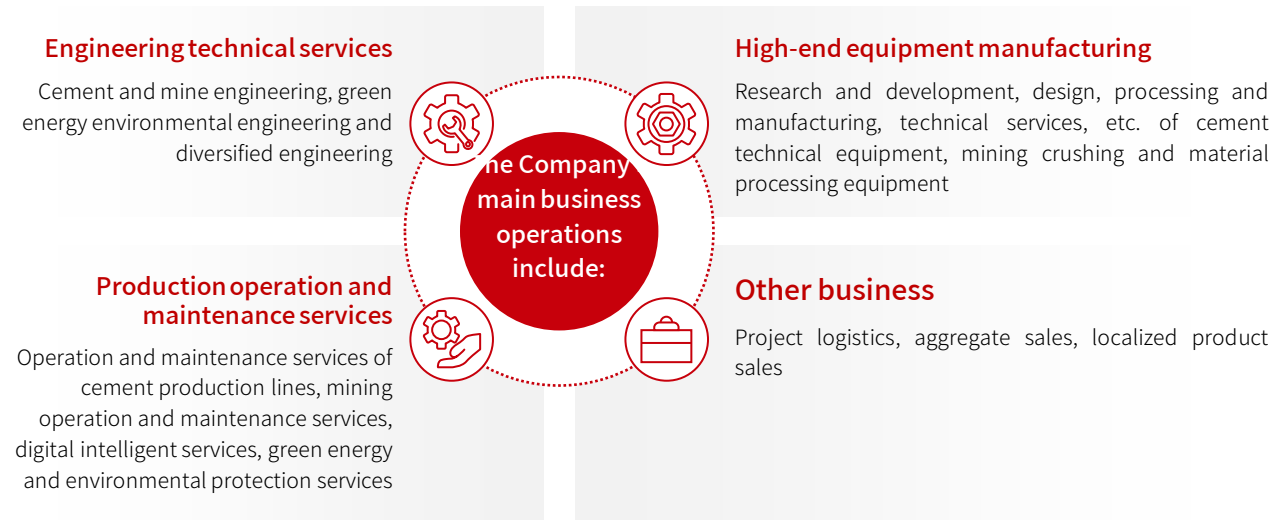 Engineering technical services
Cement and mine engineering, green
energy environmental engineering and
diversified engineering
High-end equipment manufacturing
Research and development, design, processing and
manufacturing, technical services, etc. of cement
technical equipment, mining crushing and material
processing equipment
he Company
main business
operations
include:
Production operation and
maintenance services
Operation and maintenance services of
cement production lines, mining
operation and maintenance services,
digital intelligent services, green energy
and environmental protection services
Other business
Project logistics, aggregate sales, localized product
sales